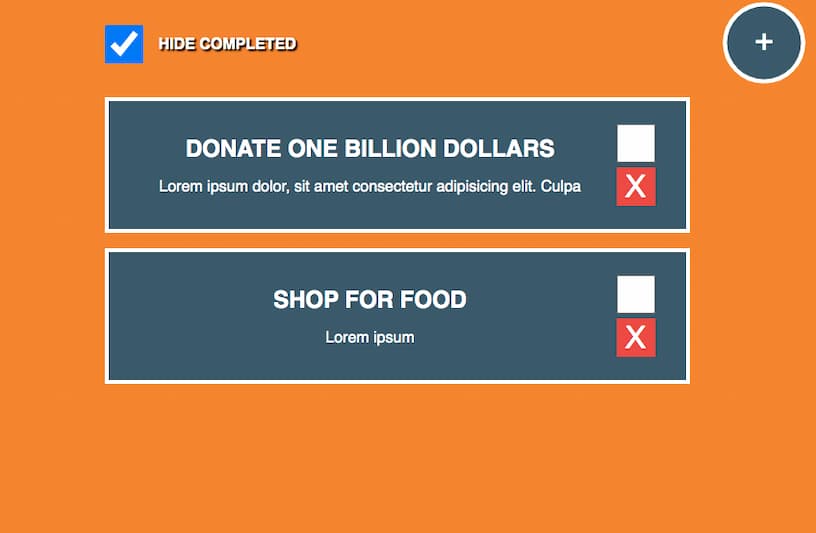 HIDE COMPLETED
+
DONATE ONE BILLION DOLLARS
Lorem ipsum dolor, sit amet consectetur adipisicing elit. Culpa
X
SHOP FOR FOOD
Lorem ipsum
X